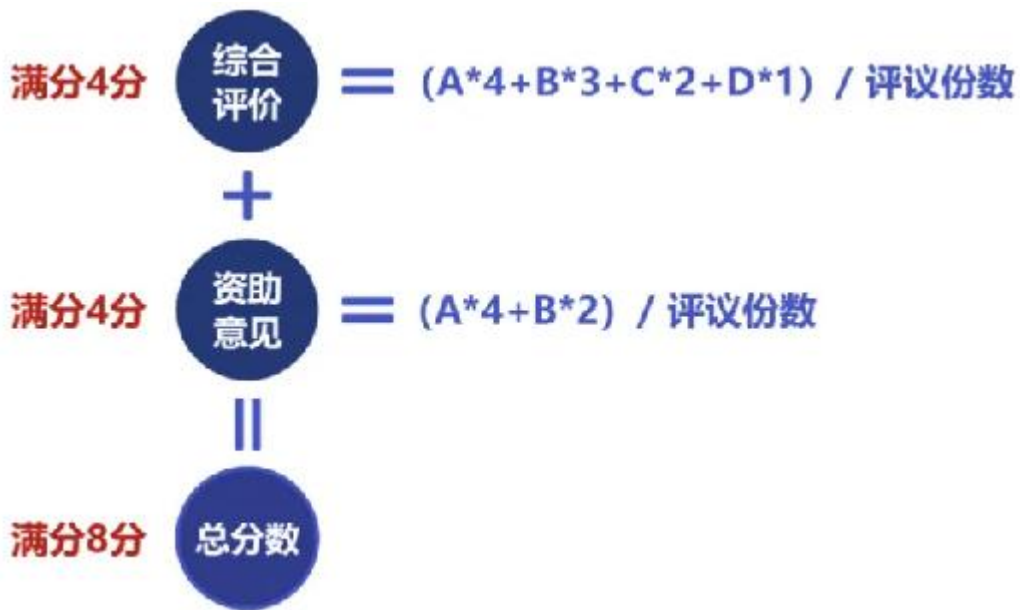 满分4分 综合评价 = (A*4+B*3+C*2+D*1) / 评议份数
+
满分4分 资助意见 = (A*4+B*2) / 评议份数
=
满分8分 总分数